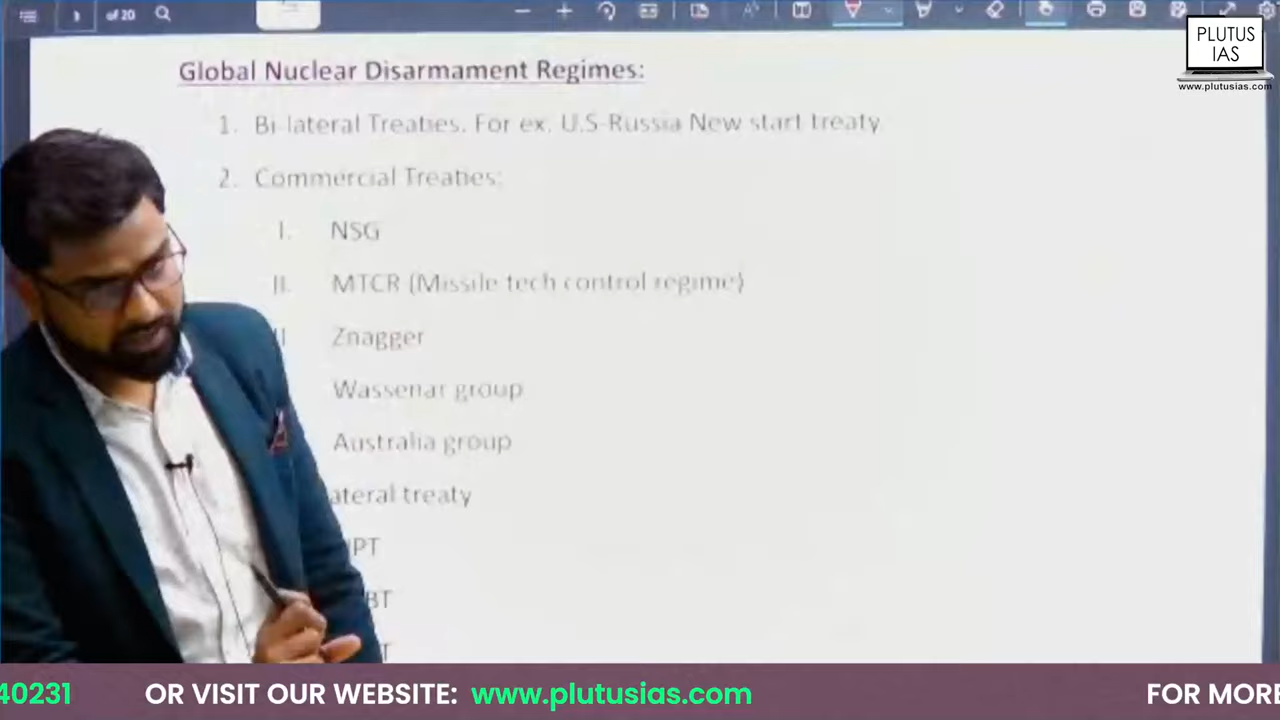 of 20
PLUTUS
IAS
www.plutusias.com
Global Nuclear Disarmament Regimes:
1. Bi-lateral Treaties. For ex. U.S-Russia New start treaty
2. Commercial Treaties:
I. NSG
II. MTCR (Missile tech control regime)
Znagger
Wassenar group
Australia group
ateral treaty
PT
BT
T
40231 OR VISIT OUR WEBSITE: www.plutusias.com FOR MORE